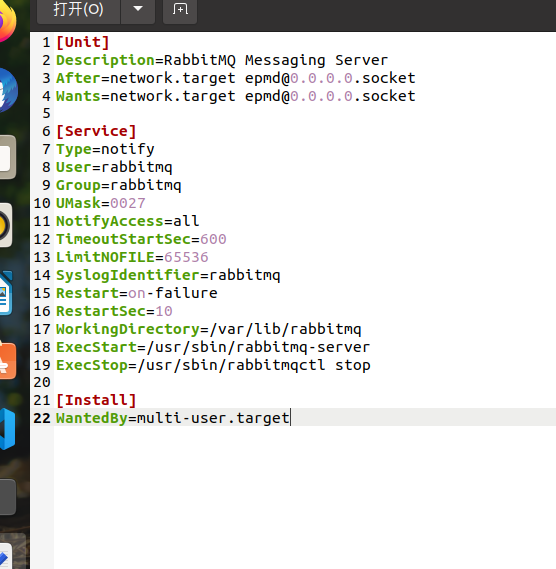 打开(O)
1 [Unit]
2 Description=RabbitMQ Messaging Server
3 After=network.target epmd@0.0.0.0.socket
4 Wants=network.target epmd@0.0.0.0.socket
5
6 [Service]
7 Type=notify
8 User=rabbitmq
9 Group=rabbitmq
10 UMask=0027
11 NotifyAccess=all
12 TimeoutStartSec=600
13 LimitNOFILE=65536
14 SyslogIdentifier=rabbitmq
15 Restart=on-failure
16 RestartSec=10
17 WorkingDirectory=/var/lib/rabbitmq
18 ExecStart=/usr/sbin/rabbitmq-server
19 ExecStop=/usr/sbin/rabbitmqctl stop
20
21 [Install]
22 WantedBy=multi-user.target